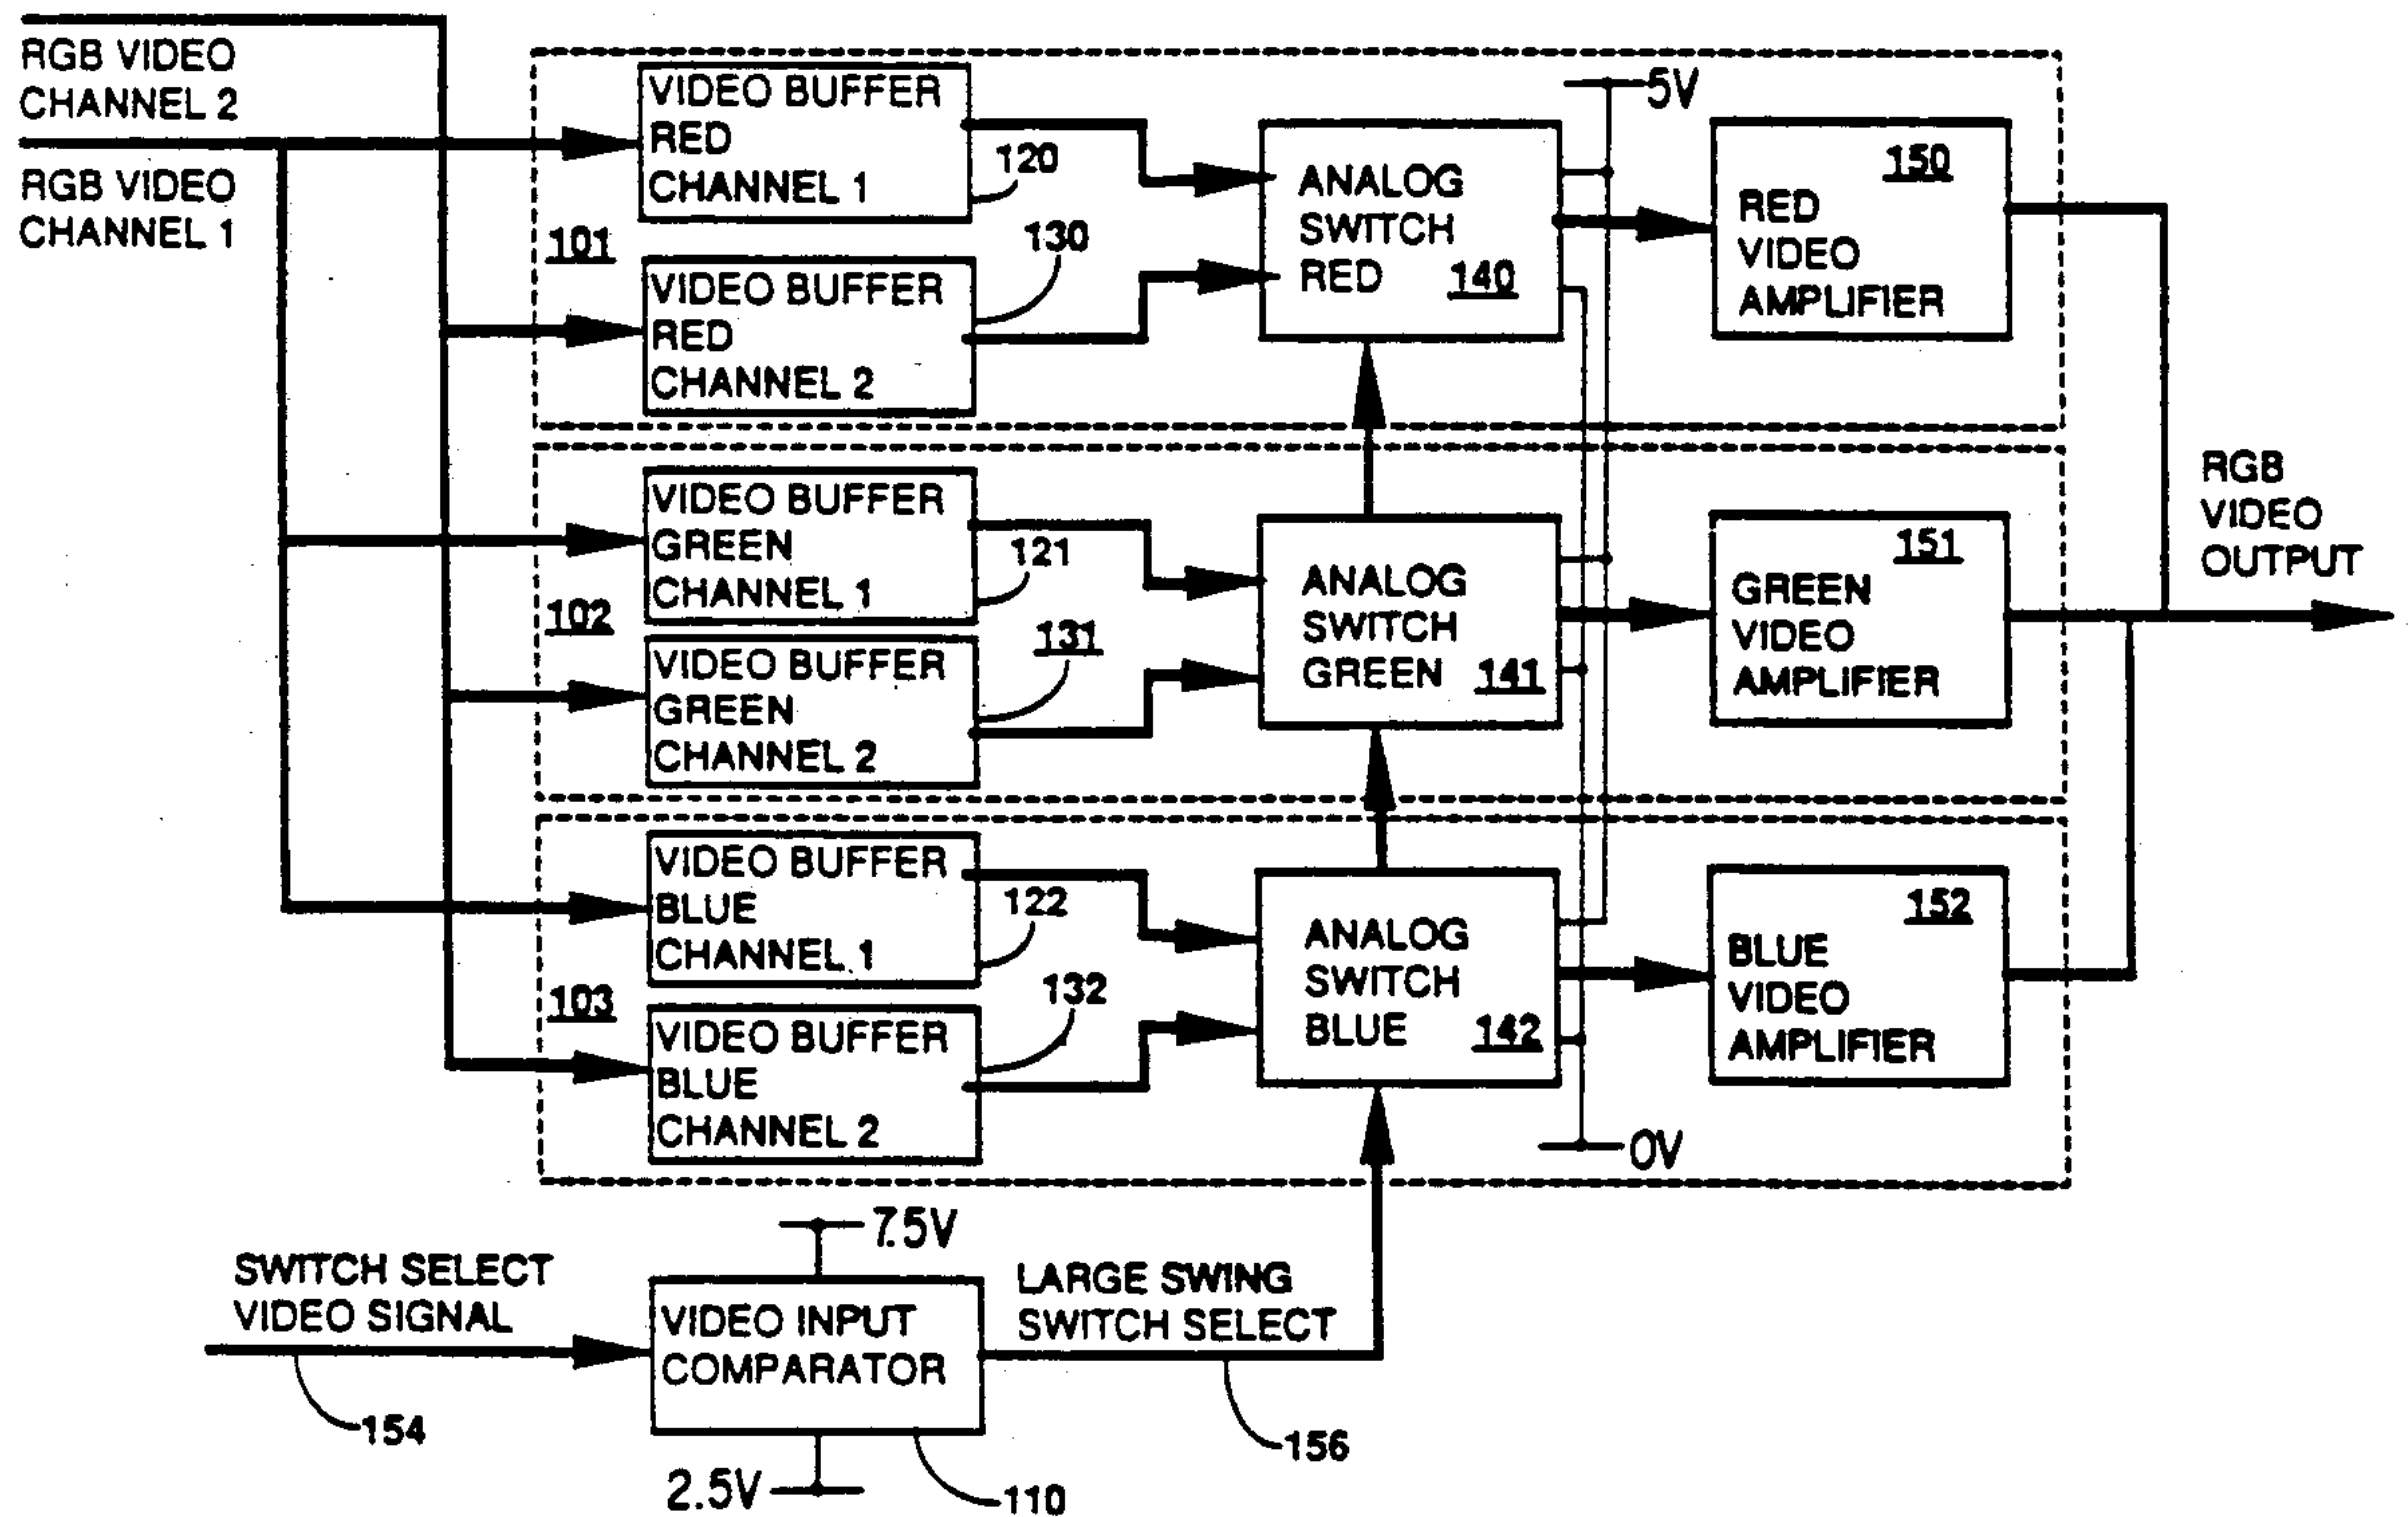 RGB VIDEO
CHANNEL 2
RGB VIDEO
CHANNEL 1
101
VIDEO BUFFER
RED
CHANNEL 1
120
VIDEO BUFFER
RED
CHANNEL 2
130
ANALOG
SWITCH
RED
140
5V
150
RED
VIDEO
AMPLIFIER
102
VIDEO BUFFER
GREEN
CHANNEL 1
121
VIDEO BUFFER
GREEN
CHANNEL 2
131
ANALOG
SWITCH
GREEN
141
151
GREEN
VIDEO
AMPLIFIER
RGB
VIDEO
OUTPUT
103
VIDEO BUFFER
BLUE
CHANNEL 1
122
VIDEO BUFFER
BLUE
CHANNEL 2
132
ANALOG
SWITCH
BLUE
142
152
BLUE
VIDEO
AMPLIFIER
0V
SWITCH SELECT
VIDEO SIGNAL
154
7.5V
VIDEO INPUT
COMPARATOR
2.5V
110
LARGE SWING
SWITCH SELECT
156